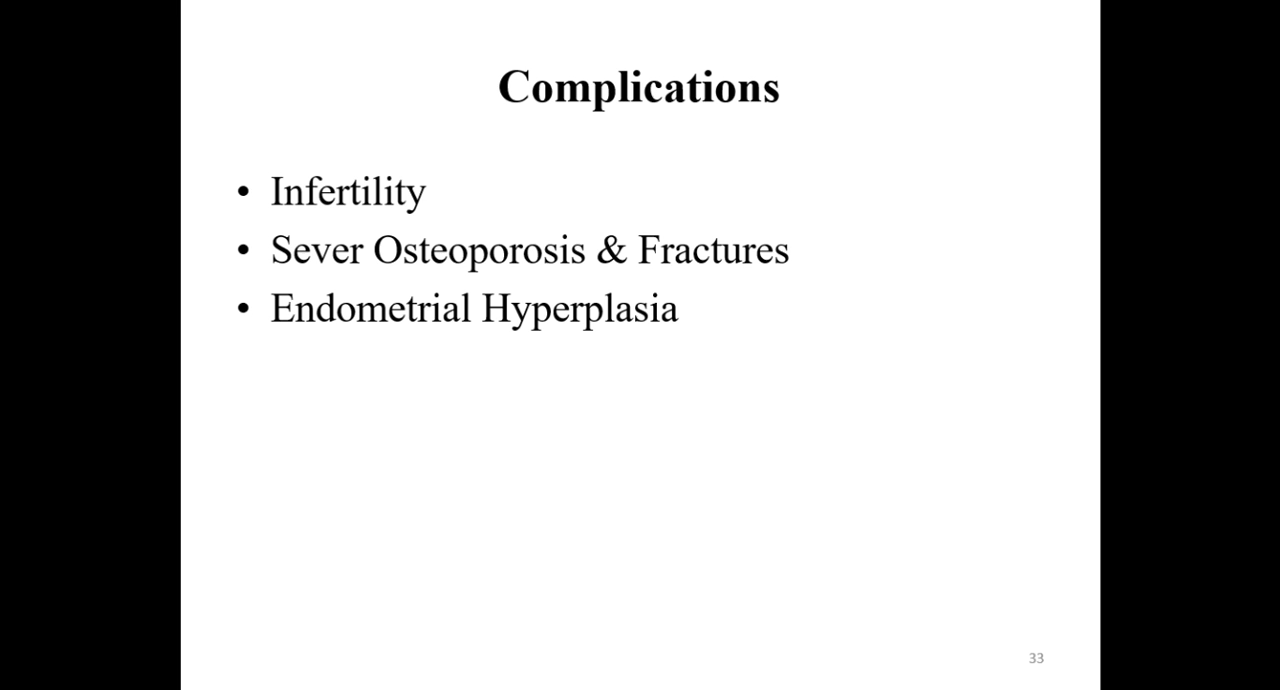 Complications
• Infertility
• Sever Osteoporosis & Fractures
• Endometrial Hyperplasia
33